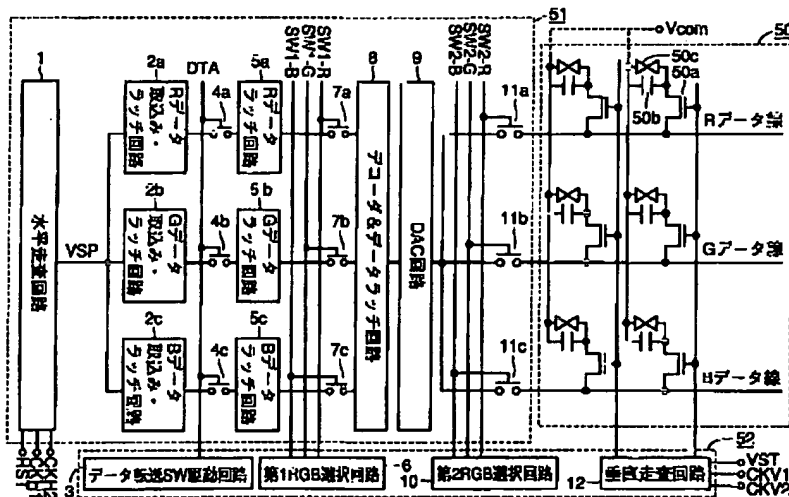 51
50
1
2a
DTA
5a
SW1-B
SW1-G
SW1-R
7a
8
9
SW2-B
SW2-G
SW2-R
11a
Vcom
50c
50a
50b
4a
Rデータ
取込み・
ラッチ回路
Rデータ
ラッチ回路
Rデータ線
2b
5b
4b
7b
11b
水平走査回路
VSP
Gデータ
取込み・
ラッチ回路
Gデータ
ラッチ回路
デコーダ&データラッチ回路
DAC回路
Gデータ線
2c
5c
4c
7c
11c
Bデータ
取込み・
ラッチ回路
Bデータ
ラッチ回路
Bデータ線
RST
CKH1
CKH2
52
3
データ転送SW駆動回路
第1RGB選択回路
6
10
第2RGB選択回路
12
垂直走査回路
VST
CKV1
CKV2